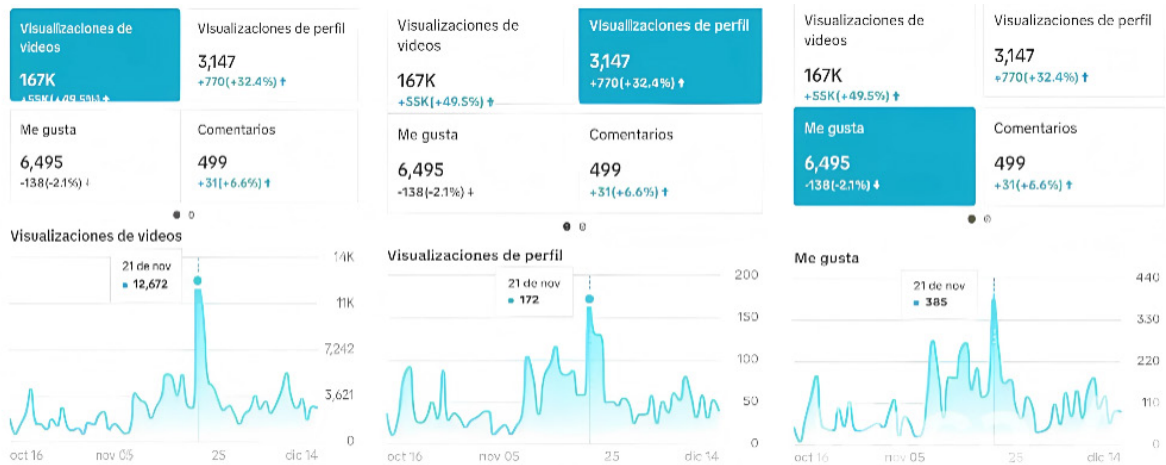 Visualizaciones de
videos
167K
+55K(+49.5%) ↑
Visualizaciones de perfil
3,147
+770(+32.4%) ↑
Me gusta
6,495
-138(-2.1%) ↓
Comentarios
499
+31(+6.6%) ↑
Visualizaciones de videos
21 de nov
12,672
14K
11K
7,242
3,621
0
oct 16
nov 05
25
dic 14
Visualizaciones de
videos
167K
+55K(+49.5%) ↑
Visualizaciones de perfil
3,147
+770(+32.4%) ↑
Me gusta
6,495
-138(-2.1%) ↓
Comentarios
499
+31(+6.6%) ↑
Visualizaciones de perfil
21 de nov
172
200
150
100
50
0
oct 16
nov 05
25
dic 14
Visualizaciones de
videos
167K
+55K(+49.5%) ↑
Visualizaciones de perfil
3,147
+770(+32.4%) ↑
Me gusta
6,495
-138(-2.1%) ↓
Comentarios
499
+31(+6.6%) ↑
Me gusta
21 de nov
385
440
330
220
110
0
oct 16
nov 05
25
dic 14